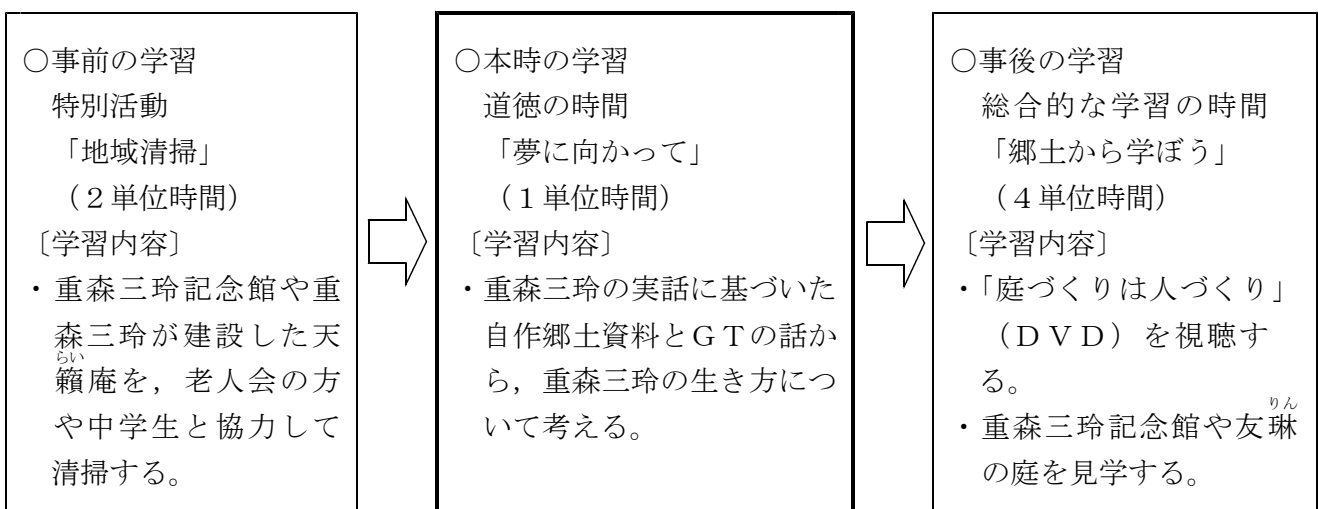 ○事前の学習
特別活動
「地域清掃」
(2単位時間)
〔学習内容〕
・重森三玲記念館や重
森三玲が建設した天
らい
籟庵を，老人会の方
や中学生と協力して
清掃する。
○本時の学習
道徳の時間
「夢に向かって」
(1単位時間)
〔学習内容〕
・重森三玲の実話に基づいた
自作郷土資料とＧＴの話か
ら，重森三玲の生き方につ
いて考える。
○事後の学習
総合的な学習の時間
「郷土から学ぼう」
(4単位時間)
〔学習内容〕
・「庭づくりは人づくり」
(ＤＶＤ)を視聴す
る。
りん
・重森三玲記念館や友琳
の庭を見学する。